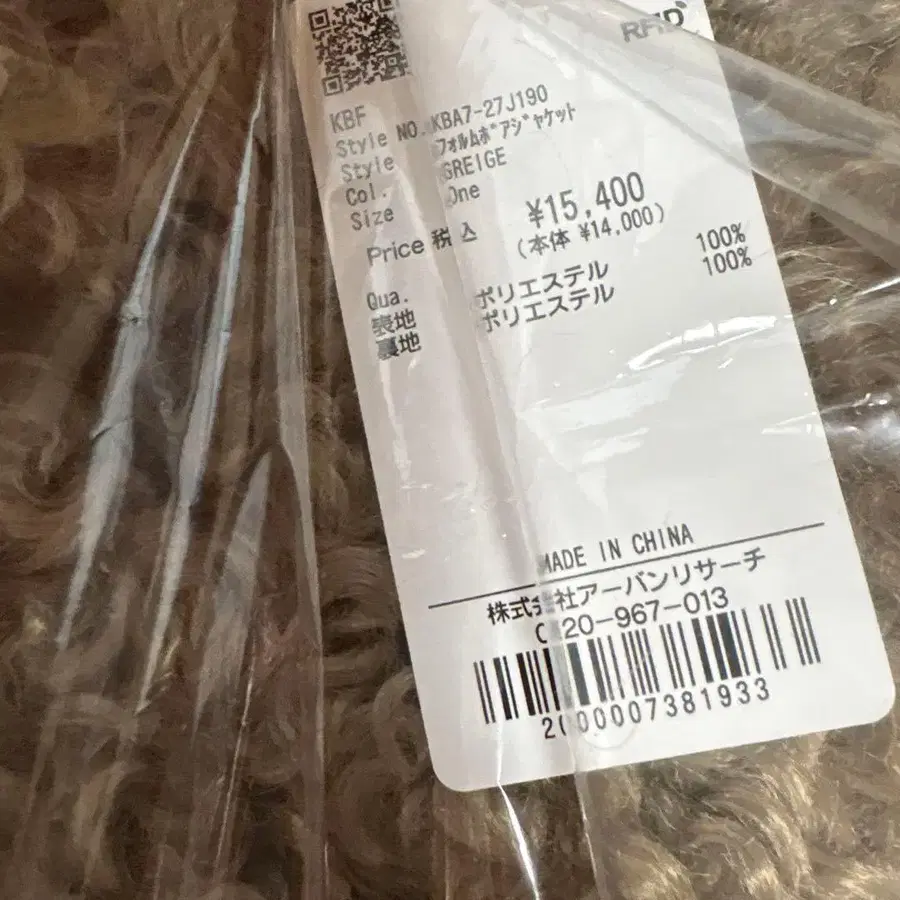 RFID
KBF
Style NO. KBA7-27J190
Style フォルムボアジャケット
Col. GREIGE
Size One
Price 税込 ¥15,400
(本体 ¥14,000)
Qua.
表地 ポリエステル 100%
裏地 ポリエステル 100%
MADE IN CHINA
株式会社アーバンリサーチ
20-967-013
00007381933